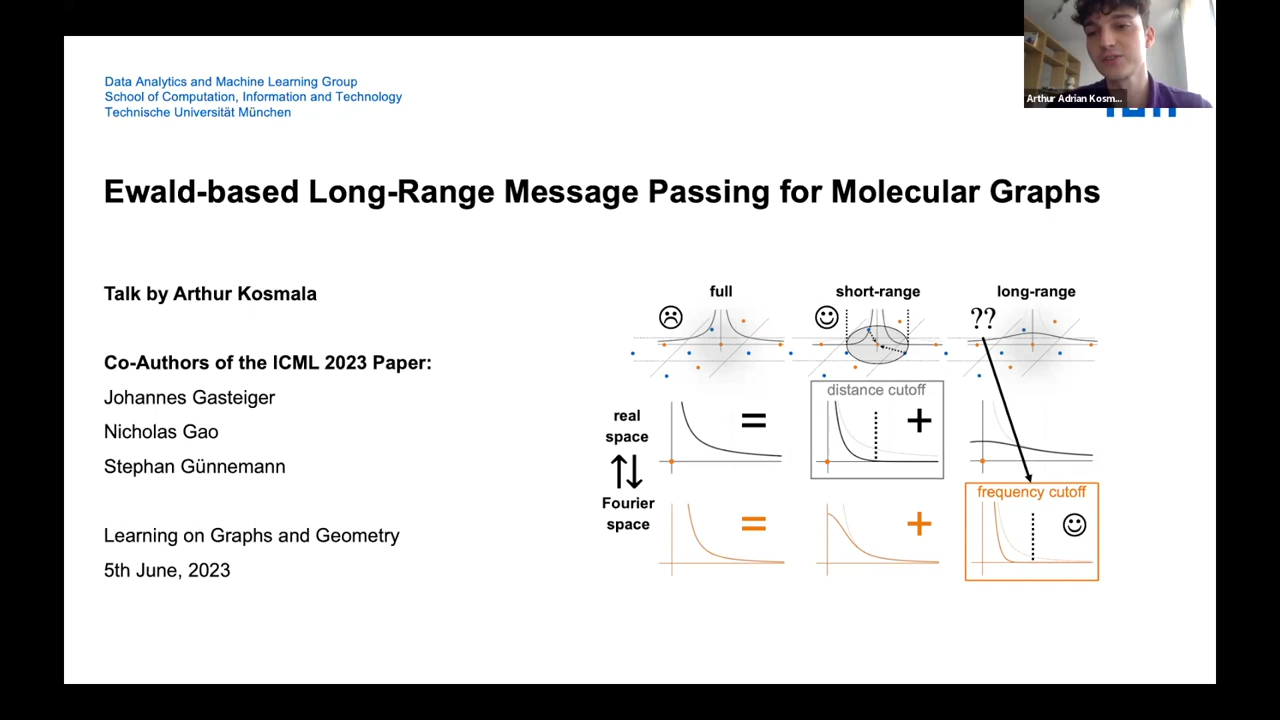 Data Analytics and Machine Learning Group
School of Computation, Information and Technology
Technische Universität München
Arthur Adrian Kosm...
Ewald-based Long-Range Message Passing for Molecular Graphs
Talk by Arthur Kosmala
Co-Authors of the ICML 2023 Paper:
Johannes Gasteiger
Nicholas Gao
Stephan Günnemann
Learning on Graphs and Geometry
5th June, 2023
full
short-range
long-range
??
distance cutoff
real
space
= +
Fourier
space
frequency cutoff
= +